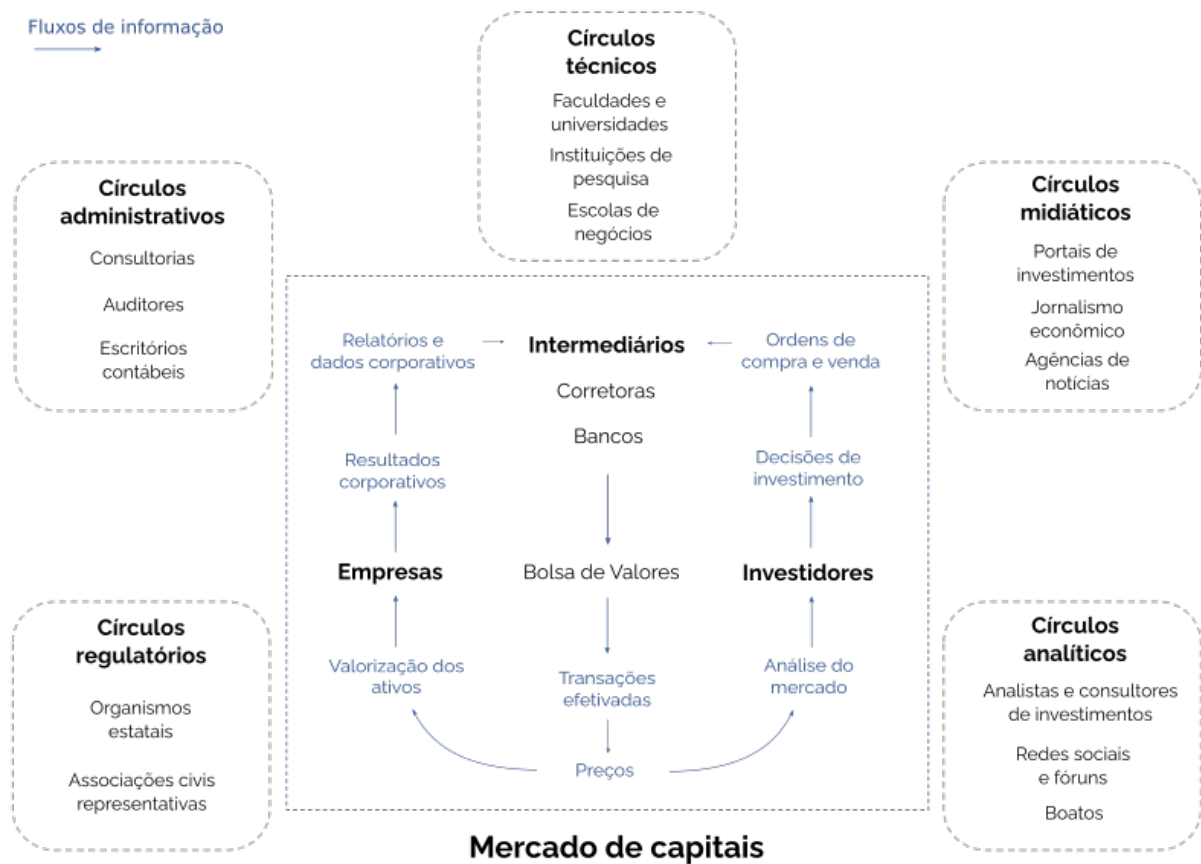 Fluxos de informação
Círculos
técnicos
Faculdades e
universidades
Instituições de
pesquisa
Escolas de
negócios
Círculos
administrativos
Consultorias
Auditores
Escritórios
contábeis
Círculos
midiáticos
Portais de
investimentos
Jornalismo
econômico
Agências de
notícias
Relatórios e
dados corporativos
Intermediários
Corretoras
Bancos
Ordens de
compra e venda
Resultados
corporativos
Decisões de
investimento
Empresas
Bolsa de Valores
Investidores
Valorização dos
ativos
Transações
efetivadas
Análise do
mercado
Preços
Círculos
regulatórios
Organismos
estatais
Associações civis
representativas
Círculos
analíticos
Analistas e consultores
de investimentos
Redes sociais
e fóruns
Boatos
Mercado de capitais